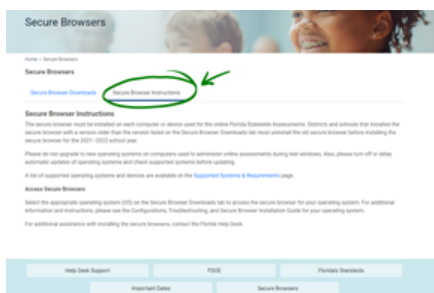 Secure Browsers
Home > Secure Browsers
Secure Browsers
Secure Browser Downloads
Secure Browser Instructions
Secure Browser Instructions
The secure browser must be installed on each computer or device used for the online Florida Statewide Assessments. Districts and schools that installed the
secure browser with a version older than the version listed on the Secure Browser Downloads tab must uninstall the old secure browser before installing the
secure browser for the 2021–2022 school year.
Please do not upgrade to new operating systems on computers used to administer online assessments during test windows. Also, please turn off or delay
automatic updates of operating systems and check supported systems before updating.
A list of supported operating systems and devices are available on the Supported Systems & Requirements page.
Access Secure Browsers
Select the appropriate operating system (OS) on the Secure Browser Downloads tab to access the secure browser for your operating system. For additional
information and instructions, please see the Configurations, Troubleshooting, and Secure Browser Installation Guide for your operating system.
For additional assistance with installing the secure browsers, contact the Florida Help Desk.
Help Desk Support
FDOE
Florida's Standards
Important Dates
Secure Browsers